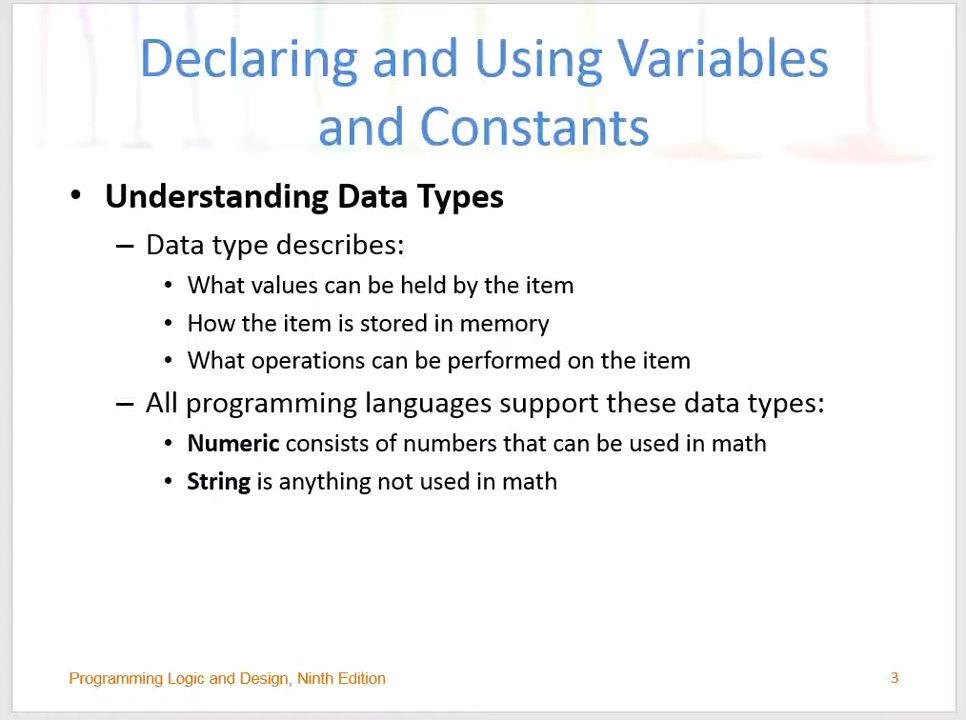 Declaring and Using Variables
and Constants
• Understanding Data Types
– Data type describes:
• What values can be held by the item
• How the item is stored in memory
• What operations can be performed on the item
– All programming languages support these data types:
• Numeric consists of numbers that can be used in math
• String is anything not used in math
Programming Logic and Design, Ninth Edition 3